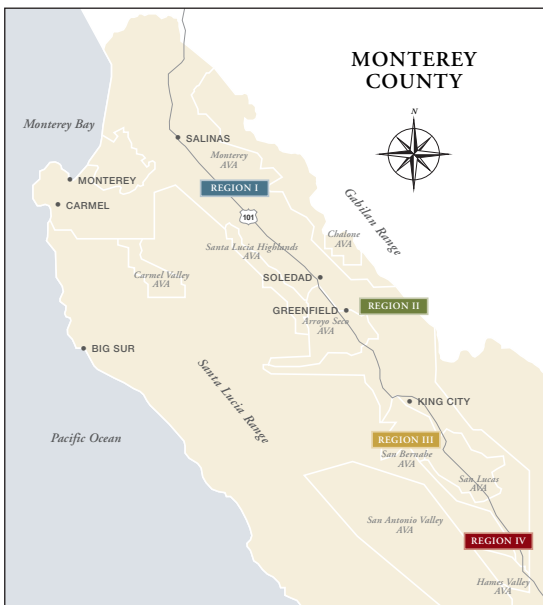 MONTEREY
COUNTY
N
Monterey Bay
SALINAS
Monterey
AVA
MONTEREY
REGION I
CARMEL
101
Gabilan Range
Chalone
AVA
Santa Lucia Highlands
AVA
Carmel Valley
AVA
SOLEDAD
REGION II
GREENFIELD
Arroyo Seco
AVA
BIG SUR
Santa Lucia Range
KING CITY
Pacific Ocean
REGION III
San Bernabe
AVA
San Lucas
AVA
San Antonio Valley
AVA
REGION IV
Hames Valley
AVA